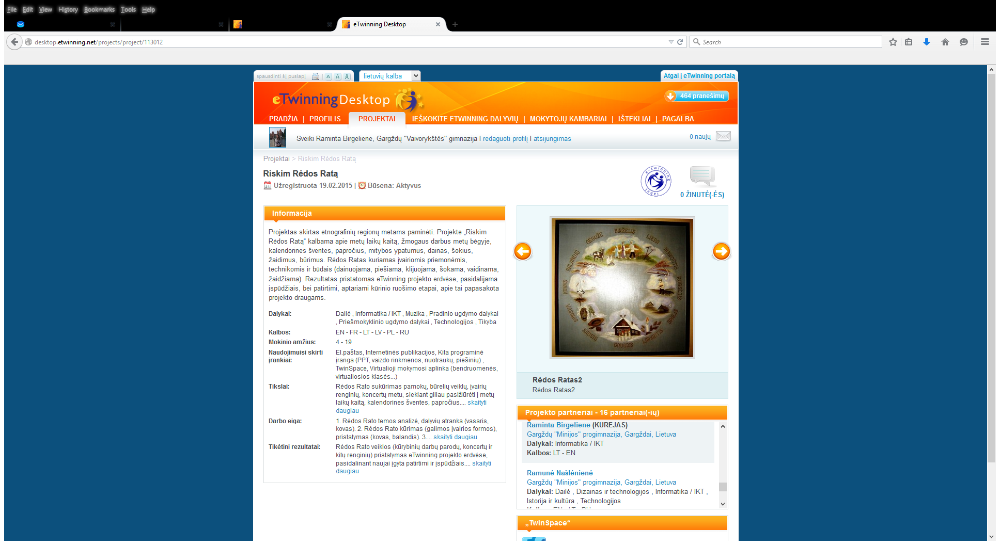 File Edit View History Bookmarks Tools Help
eTwinning Desktop
desktop.etwinning.net/projects/project/113012
Search
spausdinti šį puslapį A A A
lietuvių kalba
Atgal į eTwinning portalą
eTwinning Desktop
464 pranešimų
PRADŽIA | PROFILIS PROJEKTAI IEŠKOKITE ETWINNING DALYVIŲ | MOKYTOJŲ KAMBARIAI | IŠTEKLIAI | PAGALBA
Sveiki Raminta Birgeliene, Gargždų "Vaivorykštės" gimnazija I redaguoti profilį I atsijungimas
0 naujų
Projektai > Riskim Rėdos Ratą
Riskim Rėdos Ratą
31 Užregistruota 19.02.2015 | Būsena: Aktyvus
e-twinning label
0 ŽINUTĖ(-ĖS)
Informacija
Projektas skirtas etnografinių regionų metams paminėti. Projekte „Riskim
Rėdos Ratą“ kalbama apie metų laikų kaitą, žmogaus darbus metų bėgyje,
kalendorines šventes, papročius, mitybos ypatumus, dainas, šokius,
žaidimus, būrimus. Rėdos Ratas kuriamas įvairiomis priemonėmis,
technikomis ir būdais (dainuojama, piešiama, klijuojama, šokama, vaidinama,
žaidžiama). Rezultatas pristatomas eTwinning projekto erdvėse, pasidalijama
įspūdžiais, bei patirtimi, aptariami kūrinio ruošimo etapai, apie tai papasakota
projekto draugams.
Dalykai: Dailė , Informatika / IKT , Muzika , Pradinio ugdymo dalykai
, Priešmokyklinio ugdymo dalykai , Technologijos , Tikyba
Kalbos: EN - FR - LT - LV - PL - RU
Mokinio amžius: 4 - 19
Naudojimuisi skirti įrankiai: El.paštas, Internetinės publikacijos, Kita programinė
įranga (PPT, vaizdo rinkmenos, nuotraukų, piešinių) ,
TwinSpace, Virtualioji mokymosi aplinka (bendruomenės,
virtualiosios klasės...)
Tikslai: Rėdos Rato sukūrimas pamokų, būrelių veiklų, įvairių
renginių, koncertų metu, siekiant giliau pasižiūrėti į metų
laikų kaitą, kalendorines šventes, papročius.... skaityti
daugiau
Darbo eiga: 1. Rėdos Rato temos analizė, dalyvių atranka (vasaris,
kovas). 2. Rėdos Rato kūrimas (galimos įvairios formos),
pristatymas (kovas, balandis). 3.... skaityti daugiau
Tikėtini rezultatai: Rėdos Rato veiklos (kūrybinių darbų parodų, koncertų ir
kitų renginių) pristatymas eTwinning projekto erdvėse,
pasidalinant naujai įgyta patirtimi ir įspūdžiais.... skaityti
daugiau
BIRŽELIS
LIEPA
RUGPJŪTIS
RUGSĖJIS
SPALIS
LAPKRITIS
GRUODIS
SAUSIS
VASARIS
KOVAS
BALANDIS
GEGUŽĖ
Rėdos Ratas2
Rėdos Ratas2
Projekto partneriai - 16 partneriai(-ių)
Raminta Birgeliene (KŪRĖJAS)
Gargždų "Minijos" progimnazija, Gargždai, Lietuva
Dalykai: Informatika / IKT
Kalbos: LT - EN
Ramunė Našlėnienė
Gargždų "Minijos" progimnazija, Gargždai, Lietuva
Dalykai: Dailė , Dizainas ir technologijos , Informatika / IKT ,
Istorija ir kultūra , Technologijos
„TwinSpace“